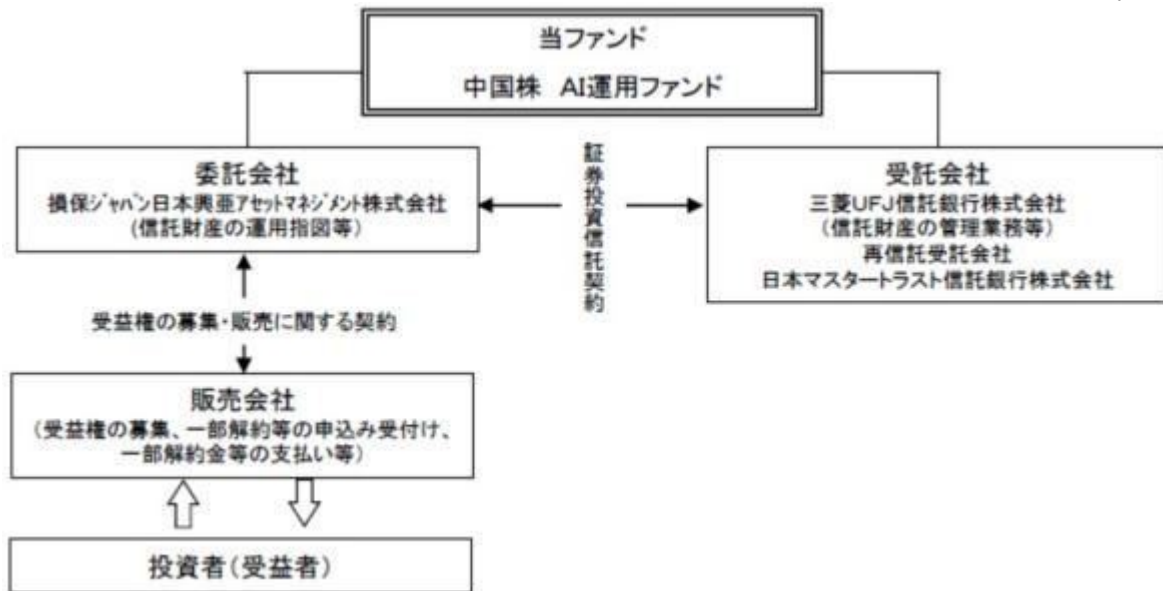 当ファンド
中国株 AI運用ファンド
委託会社
損保ｼﾞｬﾊﾟﾝ日本興亜ｱｾｯﾄﾏﾈｼﾞﾒﾝﾄ株式会社
(信託財産の運用指図等)
証券投資信託契約
受託会社
三菱UFJ信託銀行株式会社
(信託財産の管理業務等)
再信託受託会社
日本マスタートラスト信託銀行株式会社
受益権の募集・販売に関する契約
販売会社
(受益権の募集、一部解約等の申込み受付け、
一部解約金等の支払い等)
投資者(受益者)